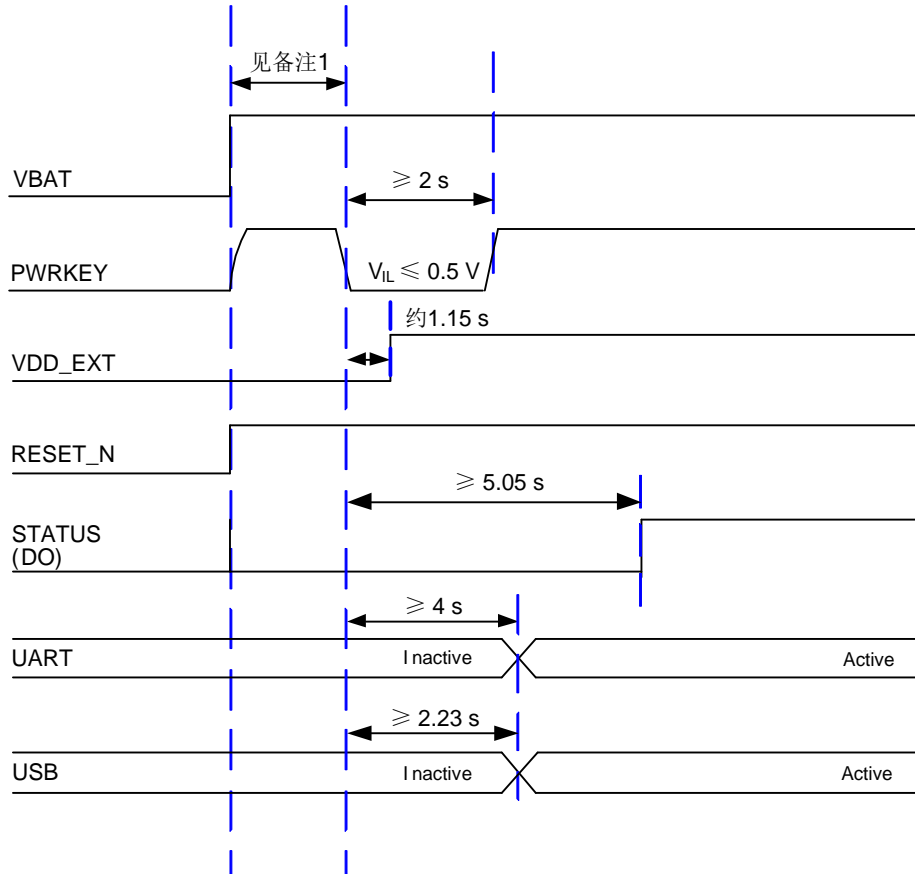 见备注1
VBAT
≥ 2 s
PWRKEY
VIL ≤ 0.5 V
约1.15 s
VDD_EXT
RESET_N
≥ 5.05 s
STATUS
(DO)
≥ 4 s
UART
Inactive
Active
≥ 2.23 s
USB
Inactive
Active